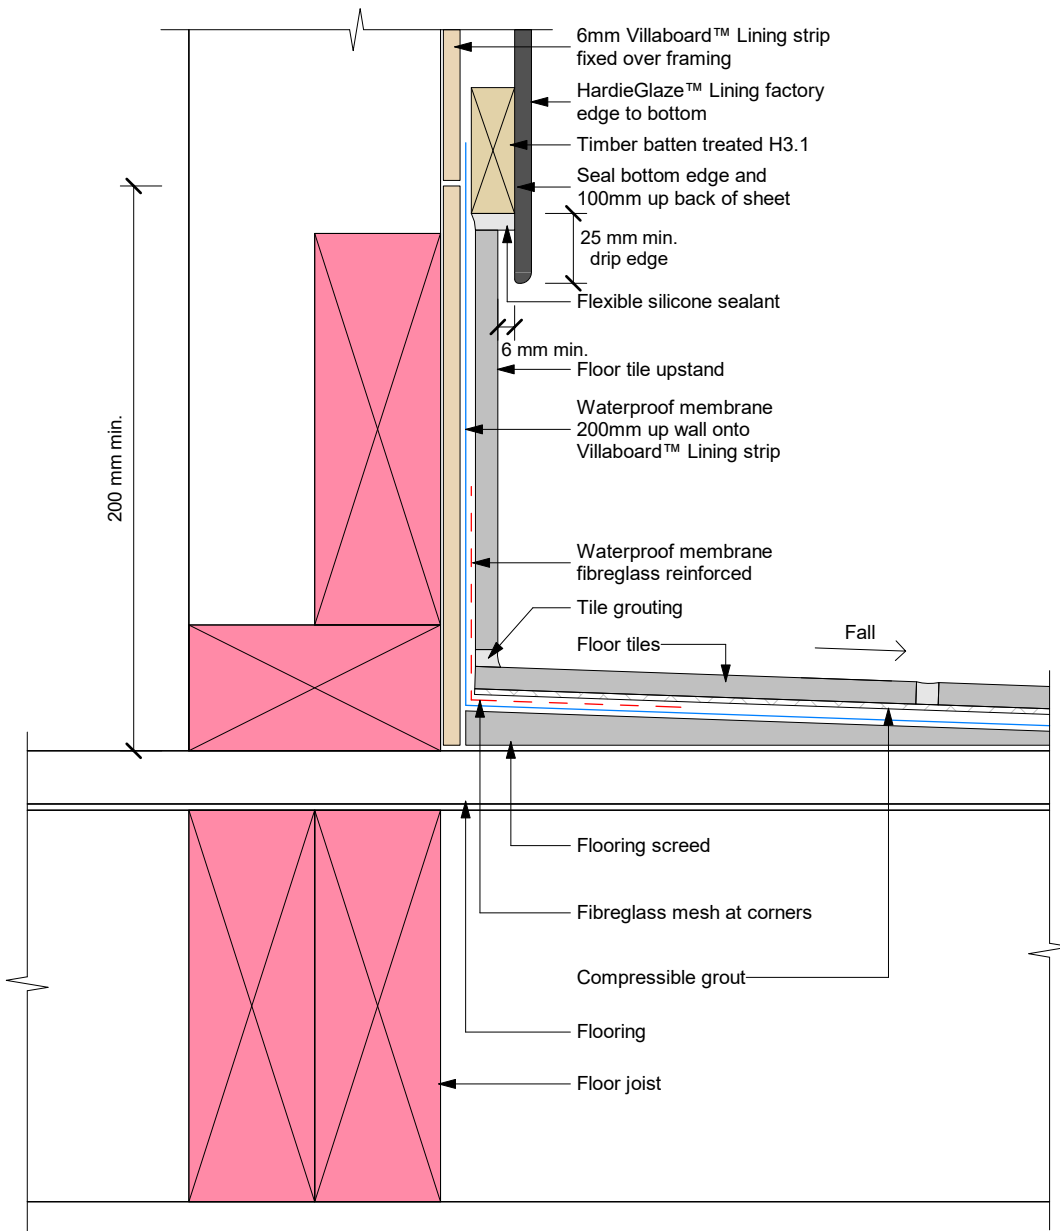 6mm Villaboard™ Lining strip
fixed over framing
HardieGlaze™ Lining factory
edge to bottom
Timber batten treated H3.1
Seal bottom edge and
100mm up back of sheet
25 mm min.
drip edge
Flexible silicone sealant
6 mm min.
Floor tile upstand
Waterproof membrane
200mm up wall onto
Villaboard™ Lining strip
200 mm min.
Waterproof membrane
fibreglass reinforced
Tile grouting
Fall
Floor tiles
Flooring screed
Fibreglass mesh at corners
Compressible grout
Flooring
Floor joist